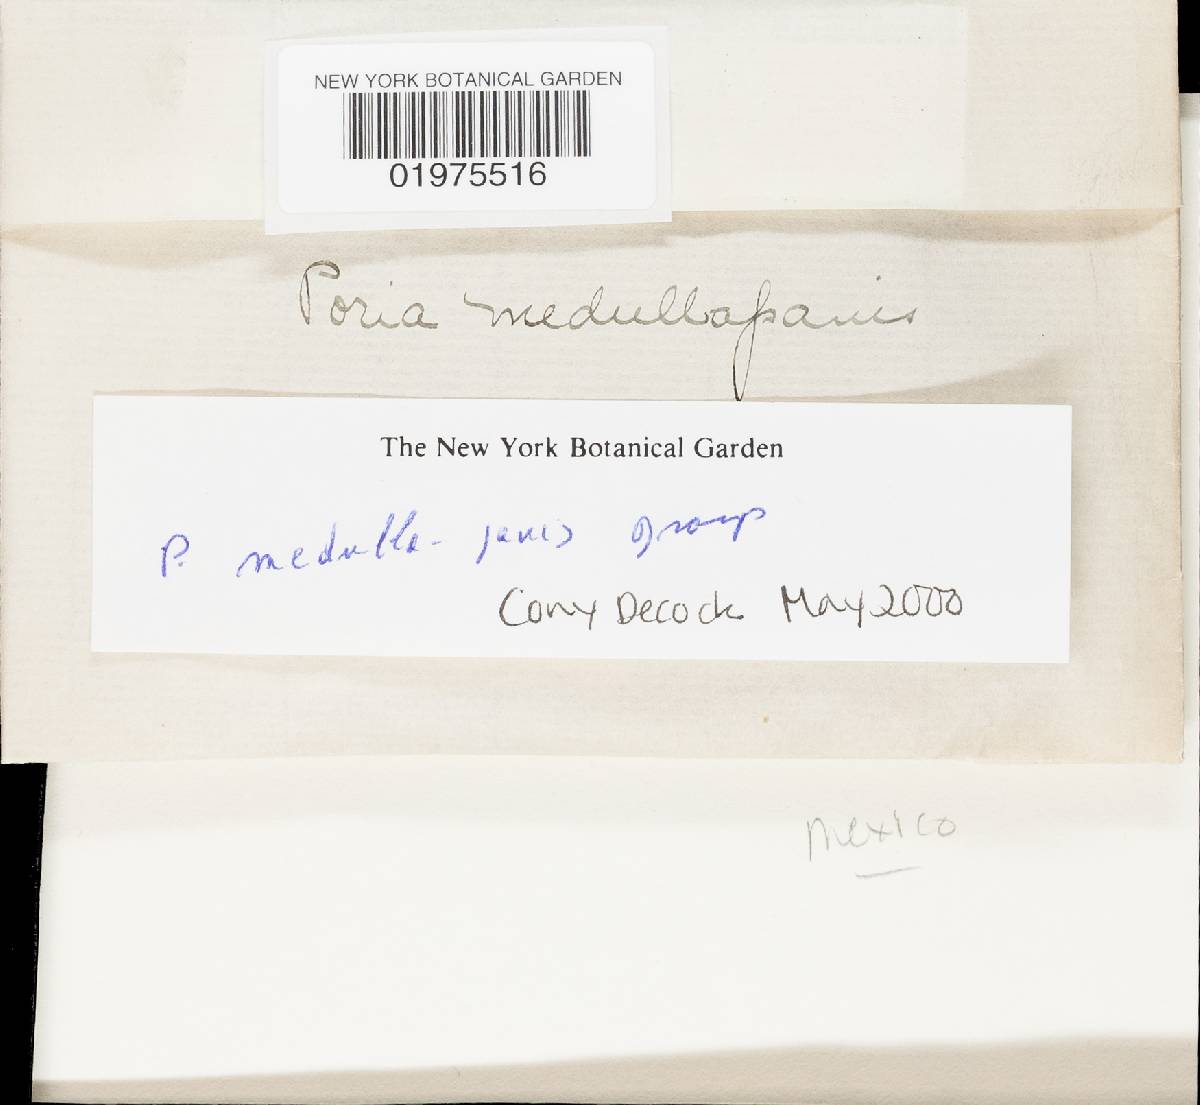 NEW YORK BOTANICAL GARDEN
01975516
Poria medullapanis
The New York Botanical Garden
P. medulla-panis group
Cony Decock May 2000
Mexico